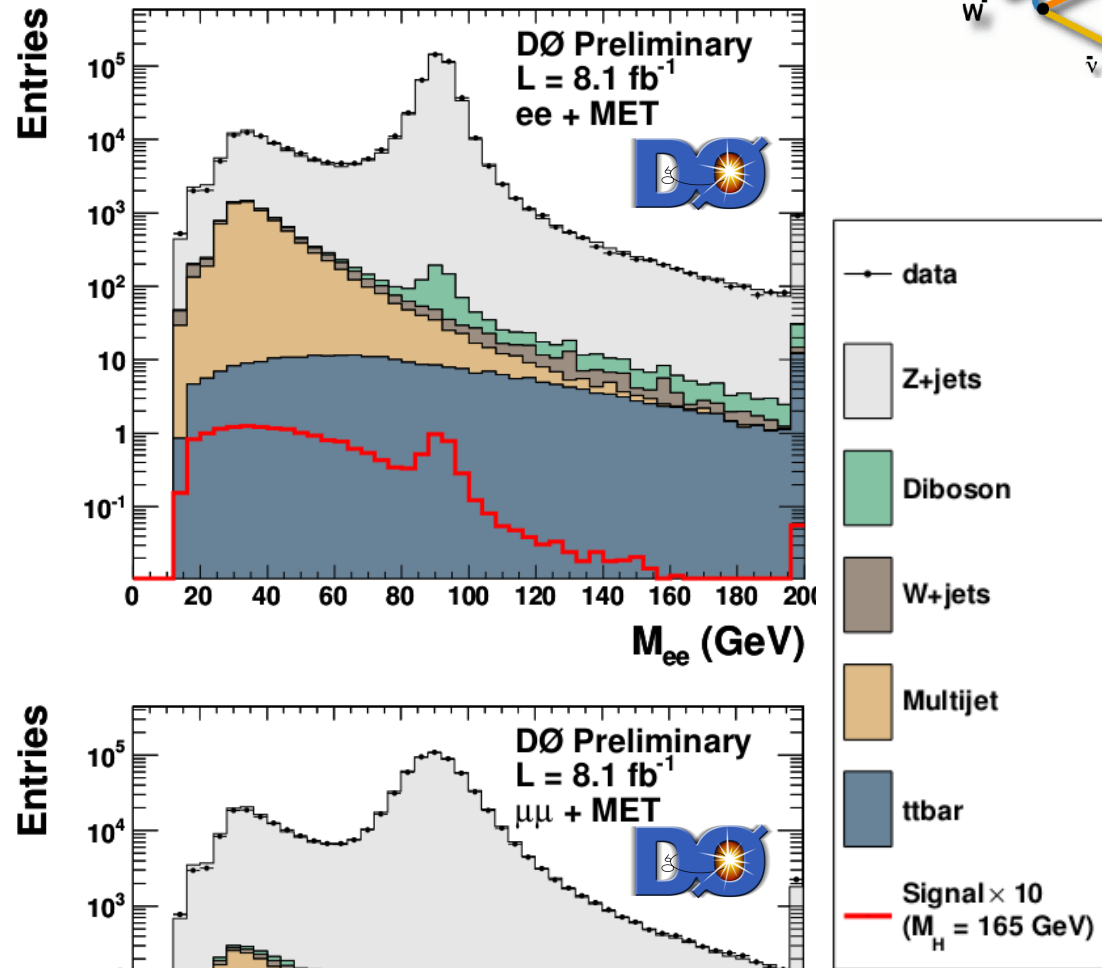 W⁻
ν̄
Entries
10⁵
10⁴
10³
10²
10
1
10⁻¹
DØ Preliminary
L = 8.1 fb⁻¹
ee + MET
DØ
0 20 40 60 80 100 120 140 160 180
M_ee (GeV)
data
Z+jets
Diboson
W+jets
Multijet
ttbar
Signal × 10
(M_H = 165 GeV)
Entries
10⁵
10⁴
10³
DØ Preliminary
L = 8.1 fb⁻¹
μμ + MET
DØ